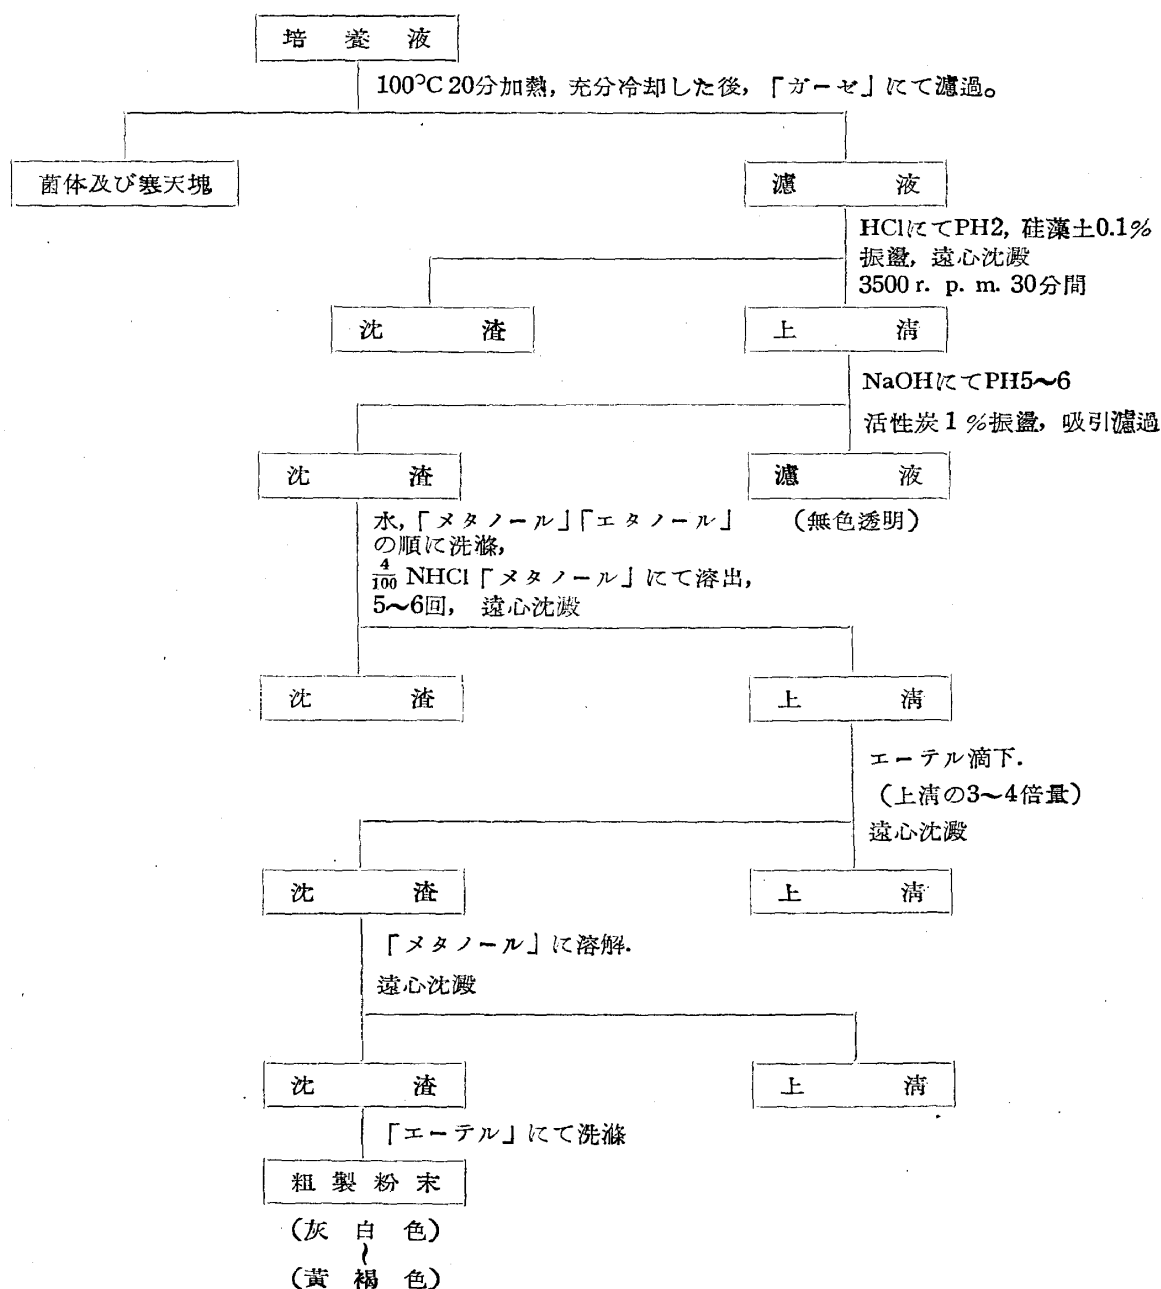 培養液
100°C 20分加熱，充分冷却した後，「ガーゼ」にて濾過。
菌体及び寒天塊
濾液
HClにてPH2，硅藻土0.1%
振盪，遠心沈澱
3500 r. p. m. 30分間
沈渣
上清
NaOHにてPH5〜6
活性炭1%振盪，吸引濾過
沈渣
濾液
水，「メタノール」「エタノール」
の順に洗滌，
4/100 NHCl「メタノール」にて溶出，
5〜6回， 遠心沈澱
（無色透明）
沈渣
上清
エーテル滴下．
（上清の3〜4倍量）
遠心沈澱
沈渣
上清
「メタノール」に溶解．
遠心沈澱
沈渣
上清
「エーテル」にて洗滌
粗製粉末
（灰白色）
〜
（黄褐色）